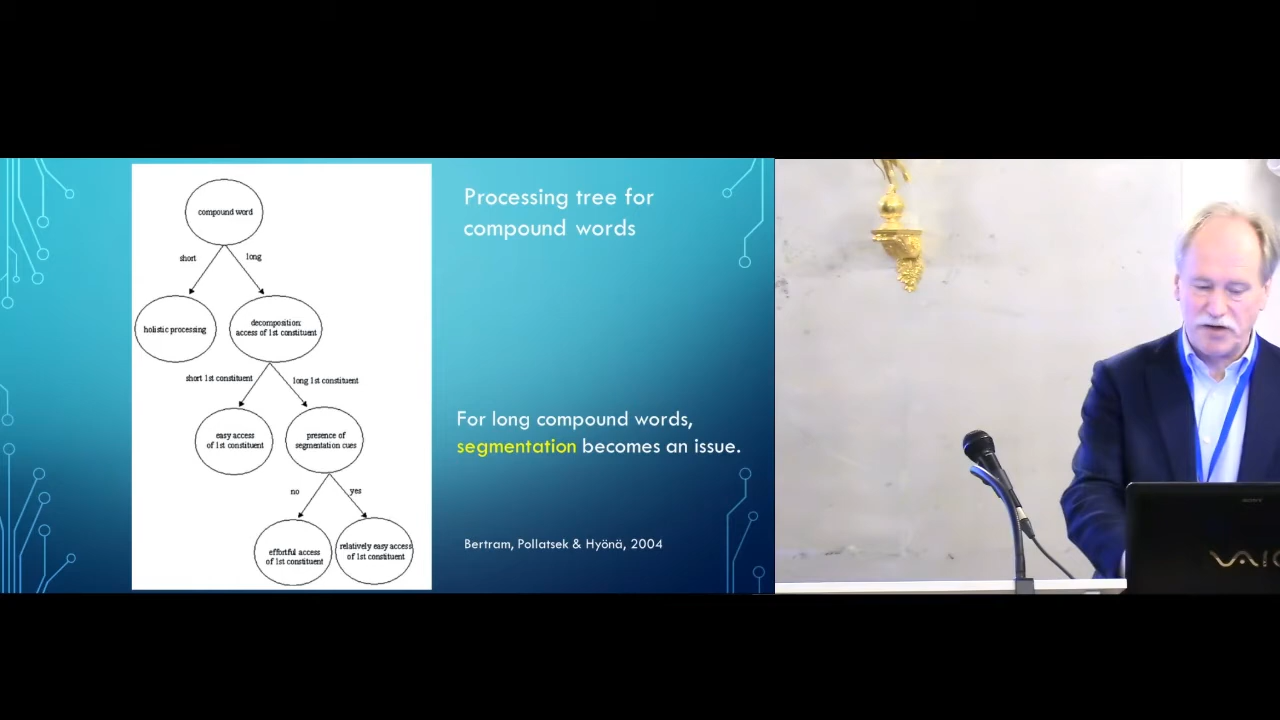 Processing tree for
compound words
compound word
short
long
holistic processing
decomposition:
access of 1st constituent
short 1st constituent
long 1st constituent
easy access
of 1st constituent
presence of
segmentation cues
no
yes
effortful access
of 1st constituent
relatively easy access
of 1st constituent
For long compound words,
segmentation becomes an issue.
Bertram, Pollatsek & Hyönä, 2004
SONY
VAIO